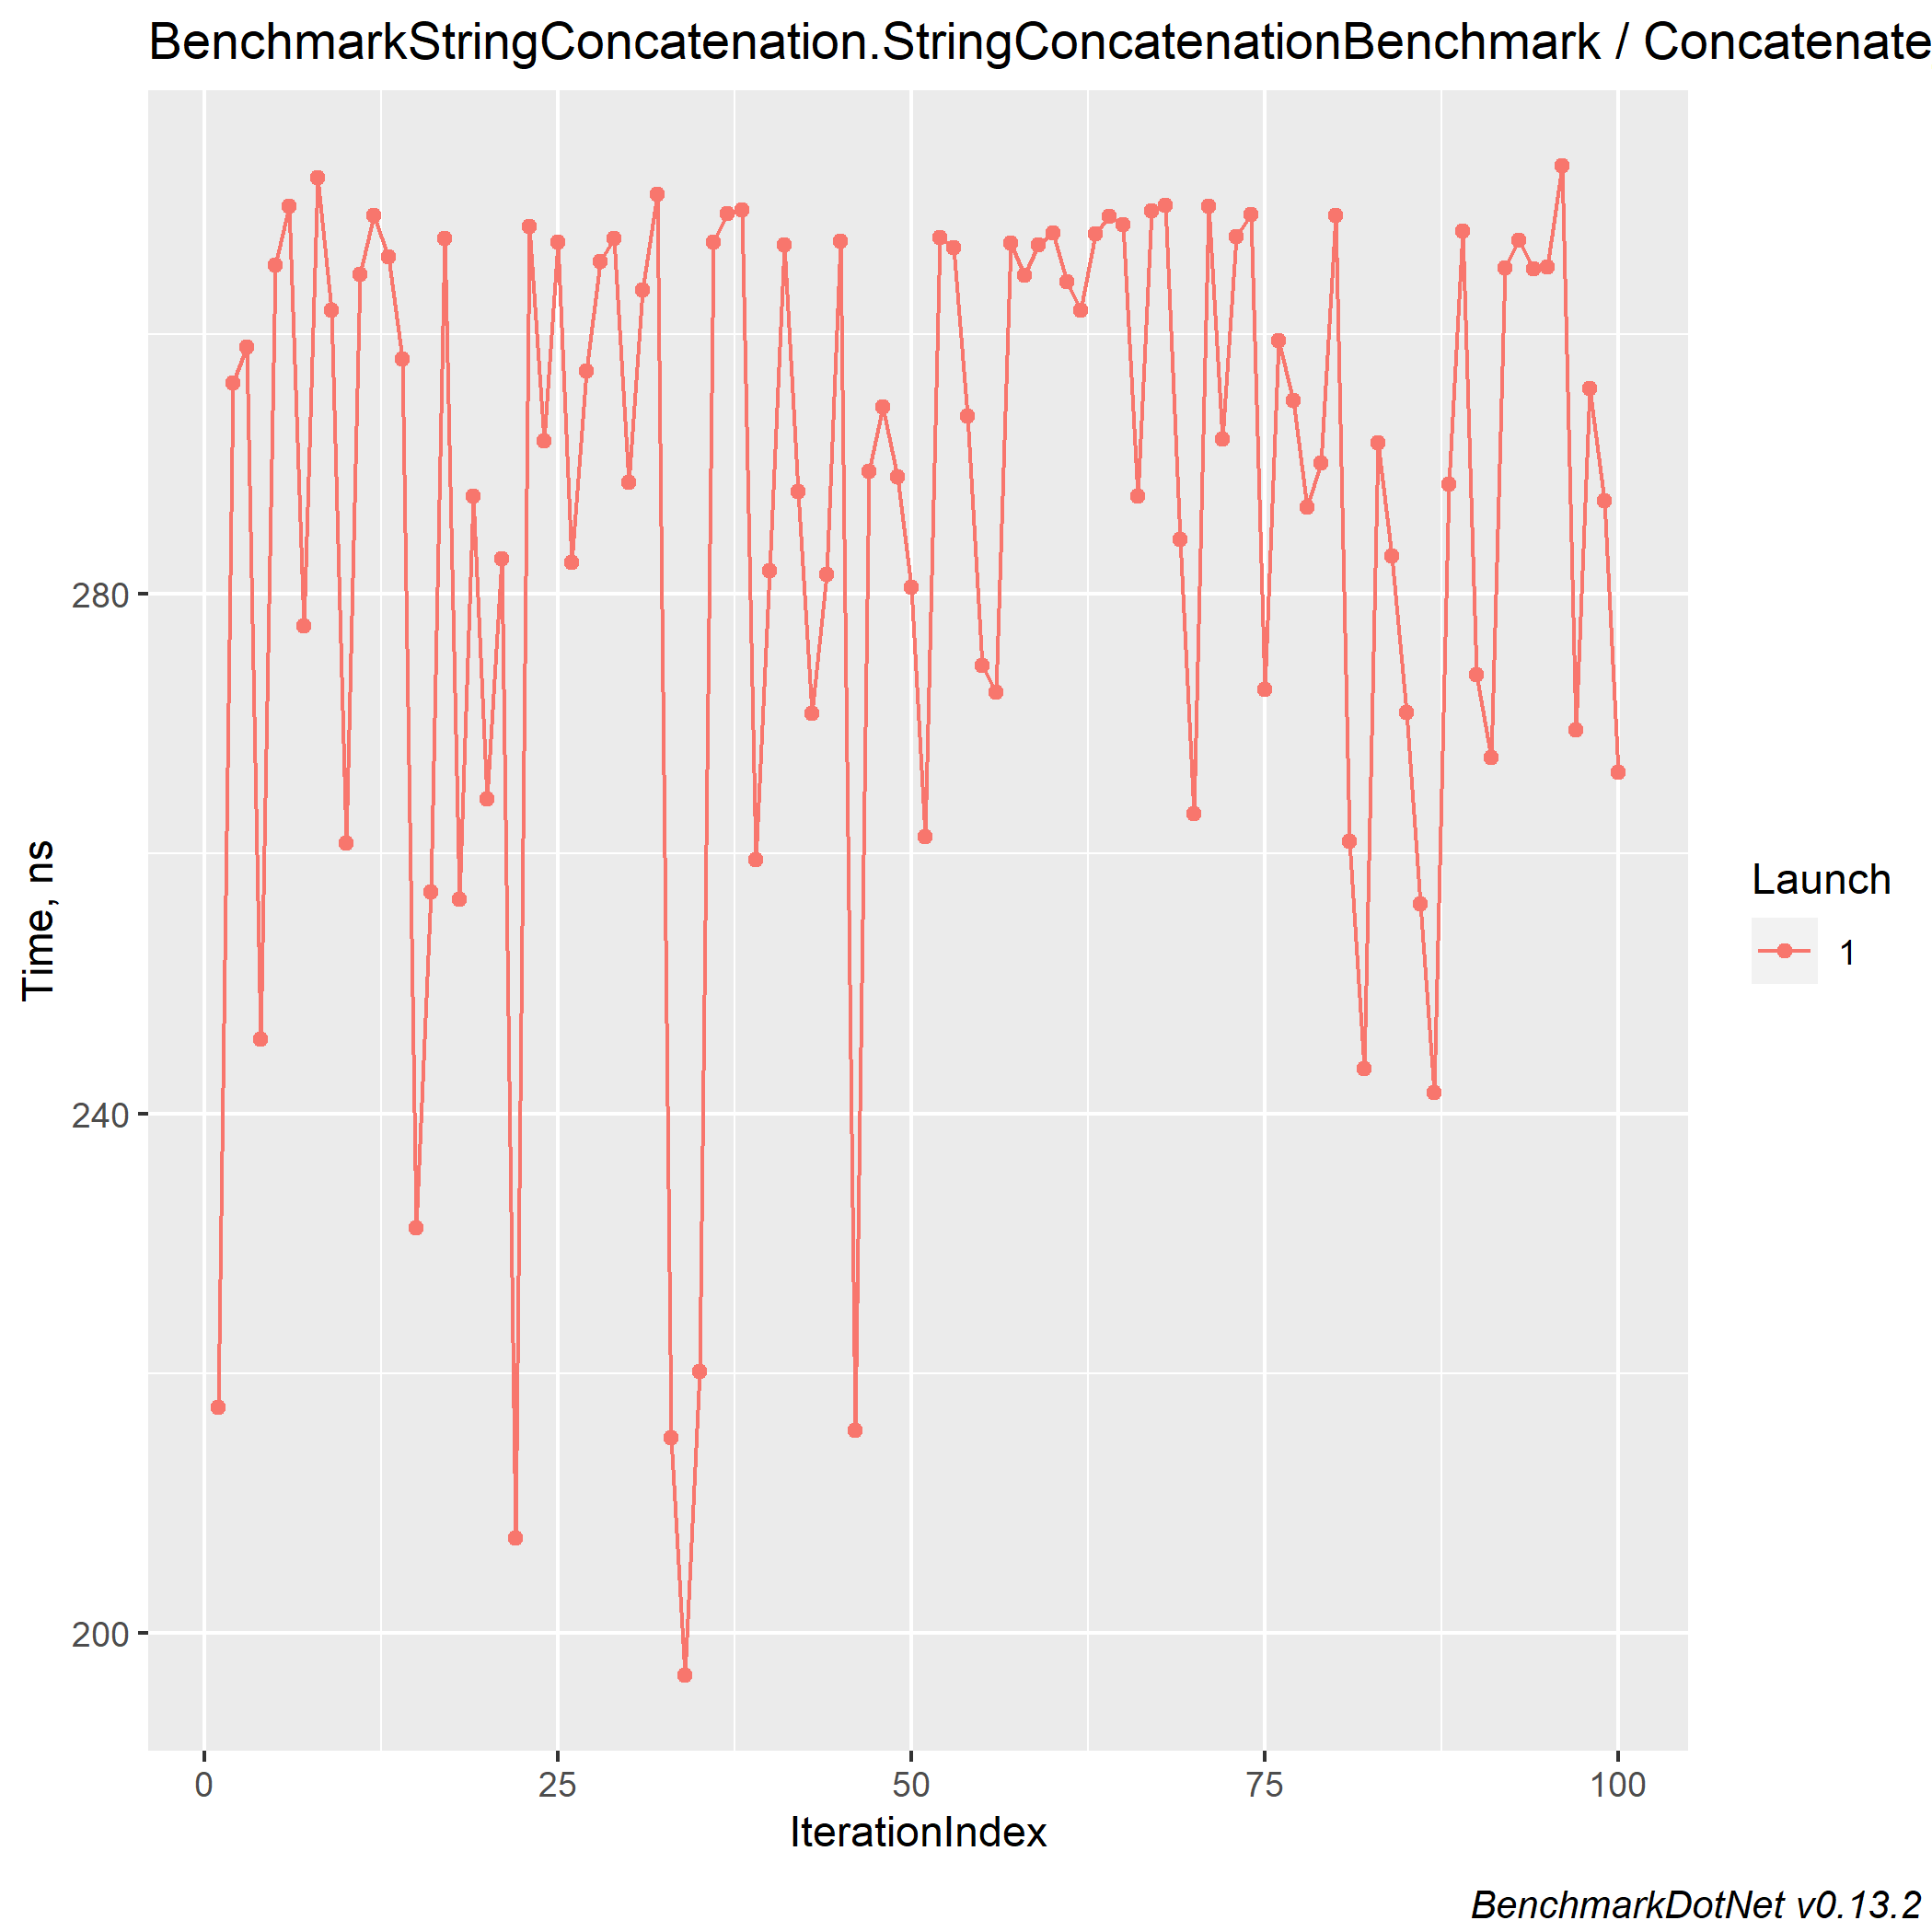 BenchmarkStringConcatenation.StringConcatenationBenchmark / Concatenate
280
240
200
Time, ns
0 25 50 75 100
IterationIndex
Launch
1
BenchmarkDotNet v0.13.2